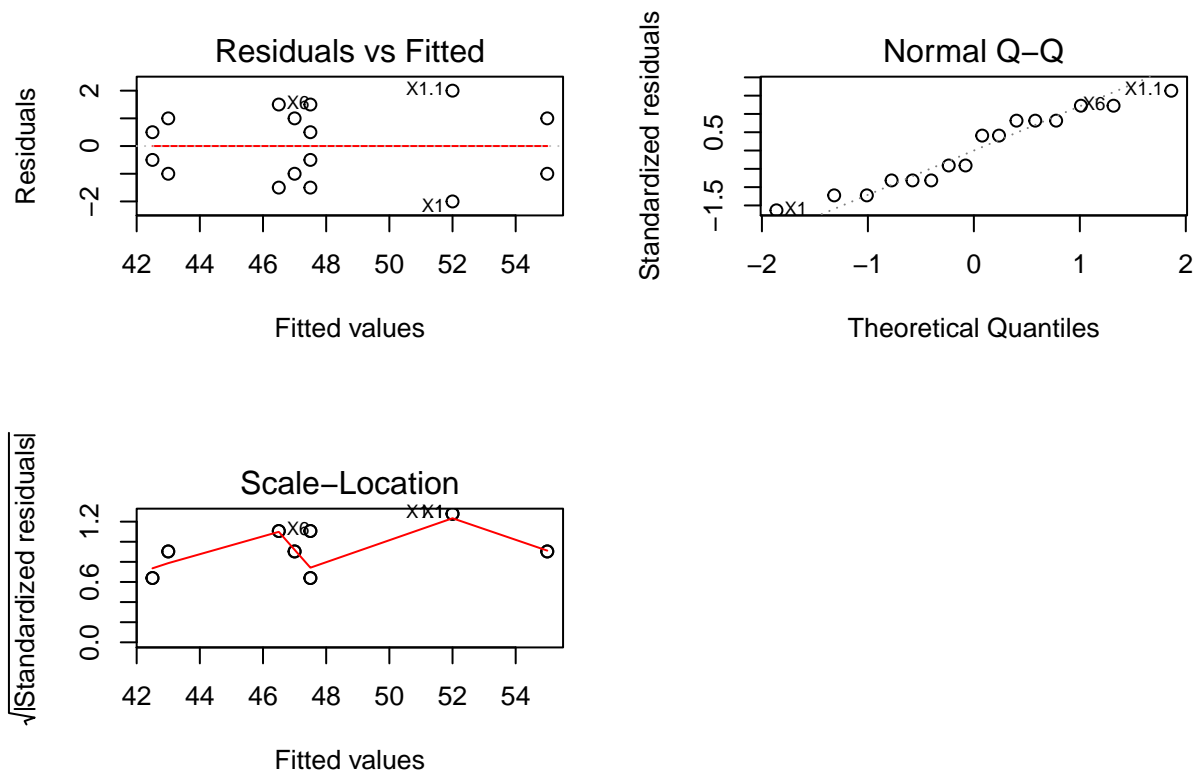 Residuals vs Fitted
Residuals
2
0
−2
X1.1
X6
X1
42 44 46 48 50 52 54
Fitted values
Normal Q−Q
Standardized residuals
0.5
−1.5
X1.1
X6
X1
−2 −1 0 1 2
Theoretical Quantiles
Scale−Location
√|Standardized residuals|
1.2
0.6
0.0
X6
X1
42 44 46 48 50 52 54
Fitted values